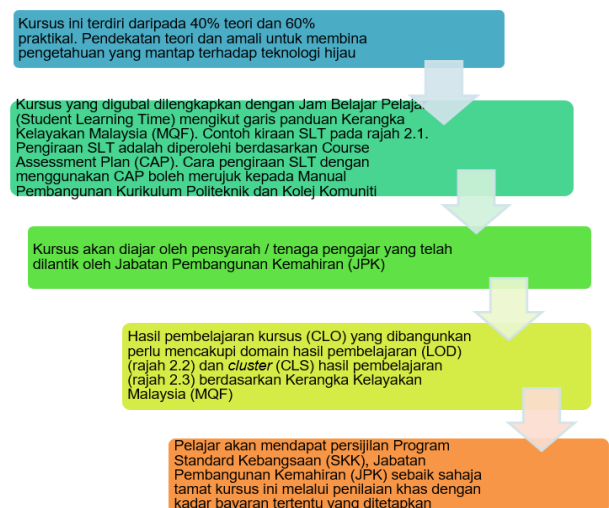 Kursus ini terdiri daripada 40% teori dan 60%
praktikal. Pendekatan teori dan amali untuk membina
pengetahuan yang mantap terhadap teknologi hijau
Kursus yang digubal dilengkapkan dengan Jam Belajar Pelajar
(Student Learning Time) mengikut garis panduan Kerangka
Kelayakan Malaysia (MQF). Contoh kiraan SLT pada rajah 2.1.
Pengiraan SLT adalah diperolehi berdasarkan Course
Assessment Plan (CAP). Cara pengiraan SLT dengan
menggunakan CAP boleh merujuk kepada Manual
Pembangunan Kurikulum Politeknik dan Kolej Komuniti
Kursus akan diajar oleh pensyarah / tenaga pengajar yang telah
dilantik oleh Jabatan Pembangunan Kemahiran (JPK)
Hasil pembelajaran kursus (CLO) yang dibangunkan
perlu mencakupi domain hasil pembelajaran (LOD)
(rajah 2.2) dan cluster (CLS) hasil pembelajaran
(rajah 2.3) berdasarkan Kerangka Kelayakan
Malaysia (MQF)
Pelajar akan mendapat persijilan Program
Standard Kebangsaan (SKK), Jabatan
Pembangunan Kemahiran (JPK) sebaik sahaja
tamat kursus ini melalui penilaian khas dengan
kadar bayaran tertentu yang ditetapkan